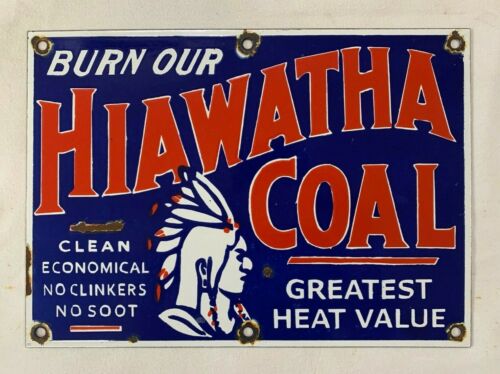 BURN OUR
HIAWATHA
COAL
CLEAN
ECONOMICAL
NO CLINKERS
NO SOOT
GREATEST
HEAT VALUE